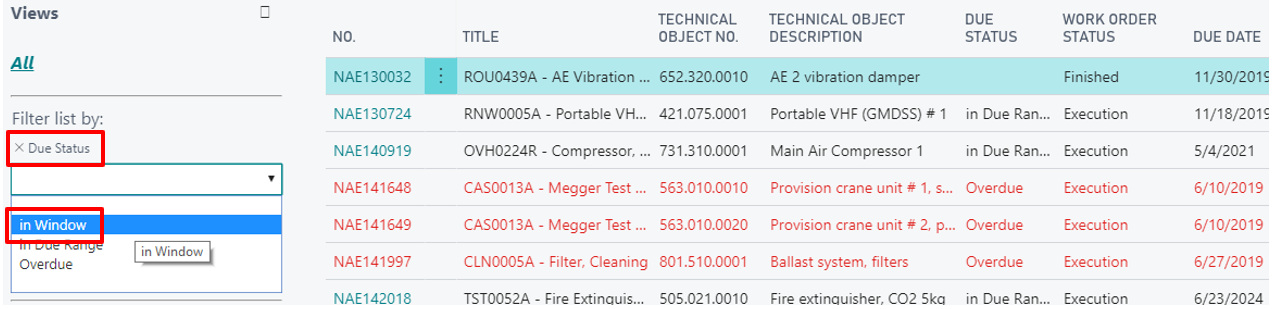 Views
All
Filter list by:
× Due Status
in Window
in Due Range
in Window
Overdue
NO. TITLE TECHNICAL OBJECT NO. TECHNICAL OBJECT DESCRIPTION DUE STATUS WORK ORDER STATUS DUE DATE
NAE130032 ROU0439A - AE Vibration ... 652.320.0010 AE 2 vibration damper Finished 11/30/2019
NAE130724 RNW0005A - Portable VH... 421.075.0001 Portable VHF (GMDSS) # 1 in Due Ran... Execution 11/18/2019
NAE140919 OVH0224R - Compressor, ... 731.310.0001 Main Air Compressor 1 in Due Ran... Execution 5/4/2021
NAE141648 CAS0013A - Megger Test ... 563.010.0010 Provision crane unit # 1, s... Overdue Execution 6/10/2019
NAE141649 CAS0013A - Megger Test ... 563.010.0020 Provision crane unit # 2, p... Overdue Execution 6/10/2019
NAE141997 CLN0005A - Filter, Cleaning 801.510.0001 Ballast system, filters Overdue Execution 6/27/2019
NAE142018 TST0052A - Fire Extinguis... 505.021.0010 Fire extinguisher, CO2 5kg in Due Ran... Execution 6/23/2024